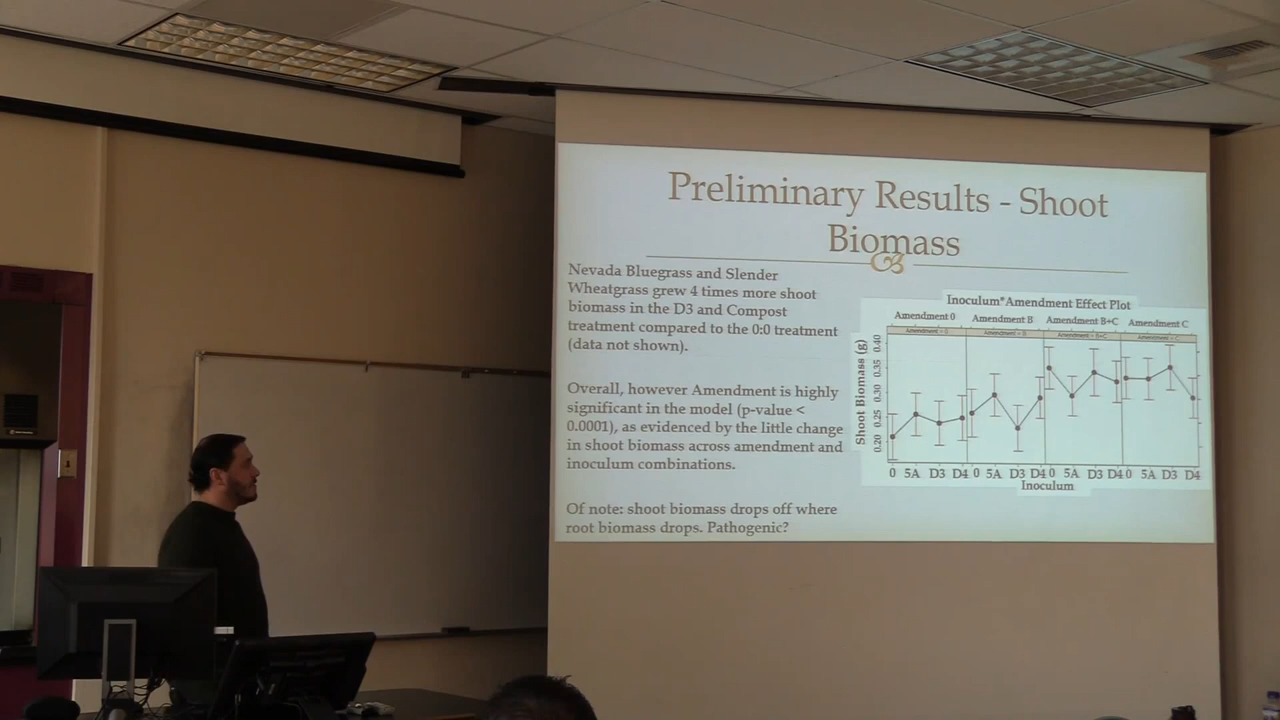 Preliminary Results - Shoot
Biomass
Nevada Bluegrass and Slender
Wheatgrass grew 4 times more shoot
biomass in the D3 and Compost
treatment compared to the 0:0 treatment
(data not shown).
Overall, however Amendment is highly
significant in the model (p-value <
0.0001), as evidenced by the little change
in shoot biomass across amendment and
inoculum combinations.
Of note: shoot biomass drops off where
root biomass drops. Pathogenic?
Inoculum*Amendment Effect Plot
Amendment 0 Amendment B Amendment B+C Amendment C
Shoot Biomass (g)
0.40
0.35
0.30
0.25
0.20
0 5A D3 D4 0 5A D3 D4 0 5A D3 D4 0 5A D3 D4
Inoculum